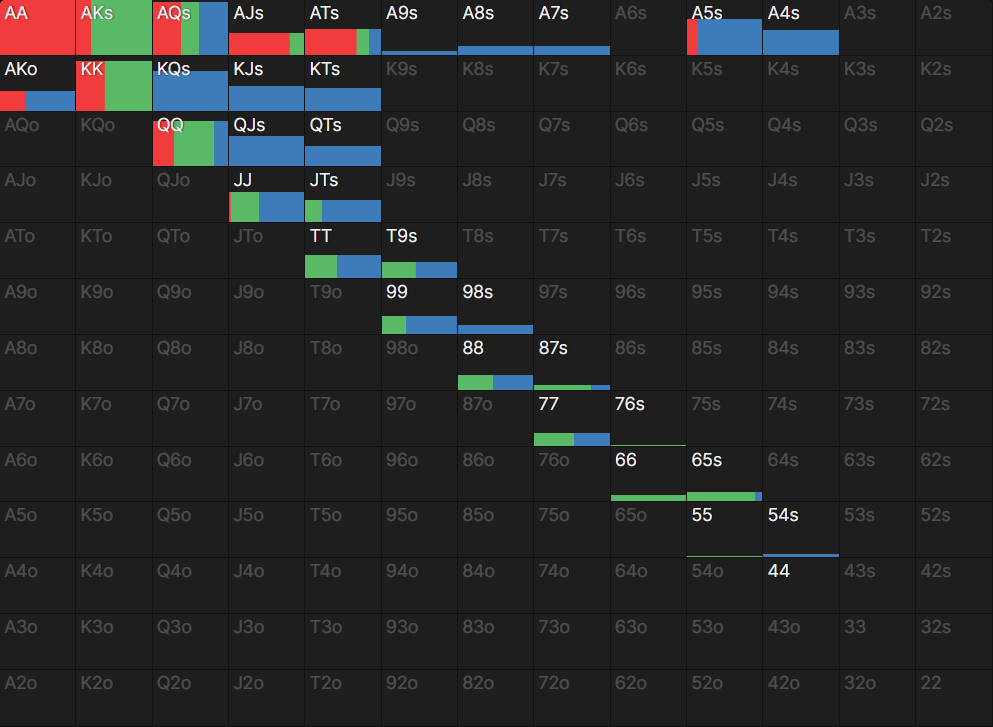 AA AKs AQs AJs ATs A9s A8s A7s A6s A5s A4s A3s A2s
AKo KK KQs KJs KTs K9s K8s K7s K6s K5s K4s K3s K2s
AQo KQo QQ QJs QTs Q9s Q8s Q7s Q6s Q5s Q4s Q3s Q2s
AJo KJo QJo JJ JTs J9s J8s J7s J6s J5s J4s J3s J2s
ATo KTo QTo JTo TT T9s T8s T7s T6s T5s T4s T3s T2s
A9o K9o Q9o J9o T9o 99 98s 97s 96s 95s 94s 93s 92s
A8o K8o Q8o J8o T8o 98o 88 87s 86s 85s 84s 83s 82s
A7o K7o Q7o J7o T7o 97o 87o 77 76s 75s 74s 73s 72s
A6o K6o Q6o J6o T6o 96o 86o 76o 66 65s 64s 63s 62s
A5o K5o Q5o J5o T5o 95o 85o 75o 65o 55 54s 53s 52s
A4o K4o Q4o J4o T4o 94o 84o 74o 64o 54o 44 43s 42s
A3o K3o Q3o J3o T3o 93o 83o 73o 63o 53o 43o 33 32s
A2o K2o Q2o J2o T2o 92o 82o 72o 62o 52o 42o 32o 22